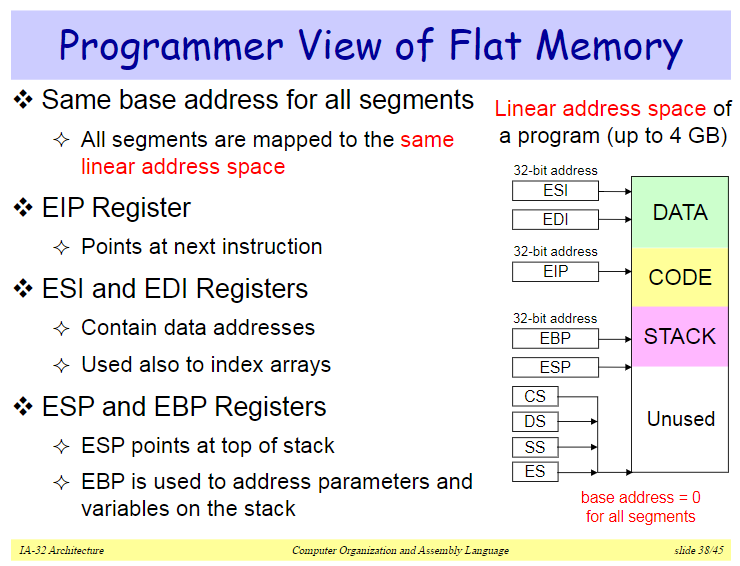 Programmer View of Flat Memory
❖ Same base address for all segments
✧ All segments are mapped to the same
linear address space
❖ EIP Register
✧ Points at next instruction
❖ ESI and EDI Registers
✧ Contain data addresses
✧ Used also to index arrays
❖ ESP and EBP Registers
✧ ESP points at top of stack
✧ EBP is used to address parameters and
variables on the stack
Linear address space of
a program (up to 4 GB)
32-bit address
ESI
EDI
32-bit address
EIP
32-bit address
EBP
ESP
CS
DS
SS
ES
DATA
CODE
STACK
Unused
base address = 0
for all segments
IA-32 Architecture
Computer Organization and Assembly Language
slide 38/45